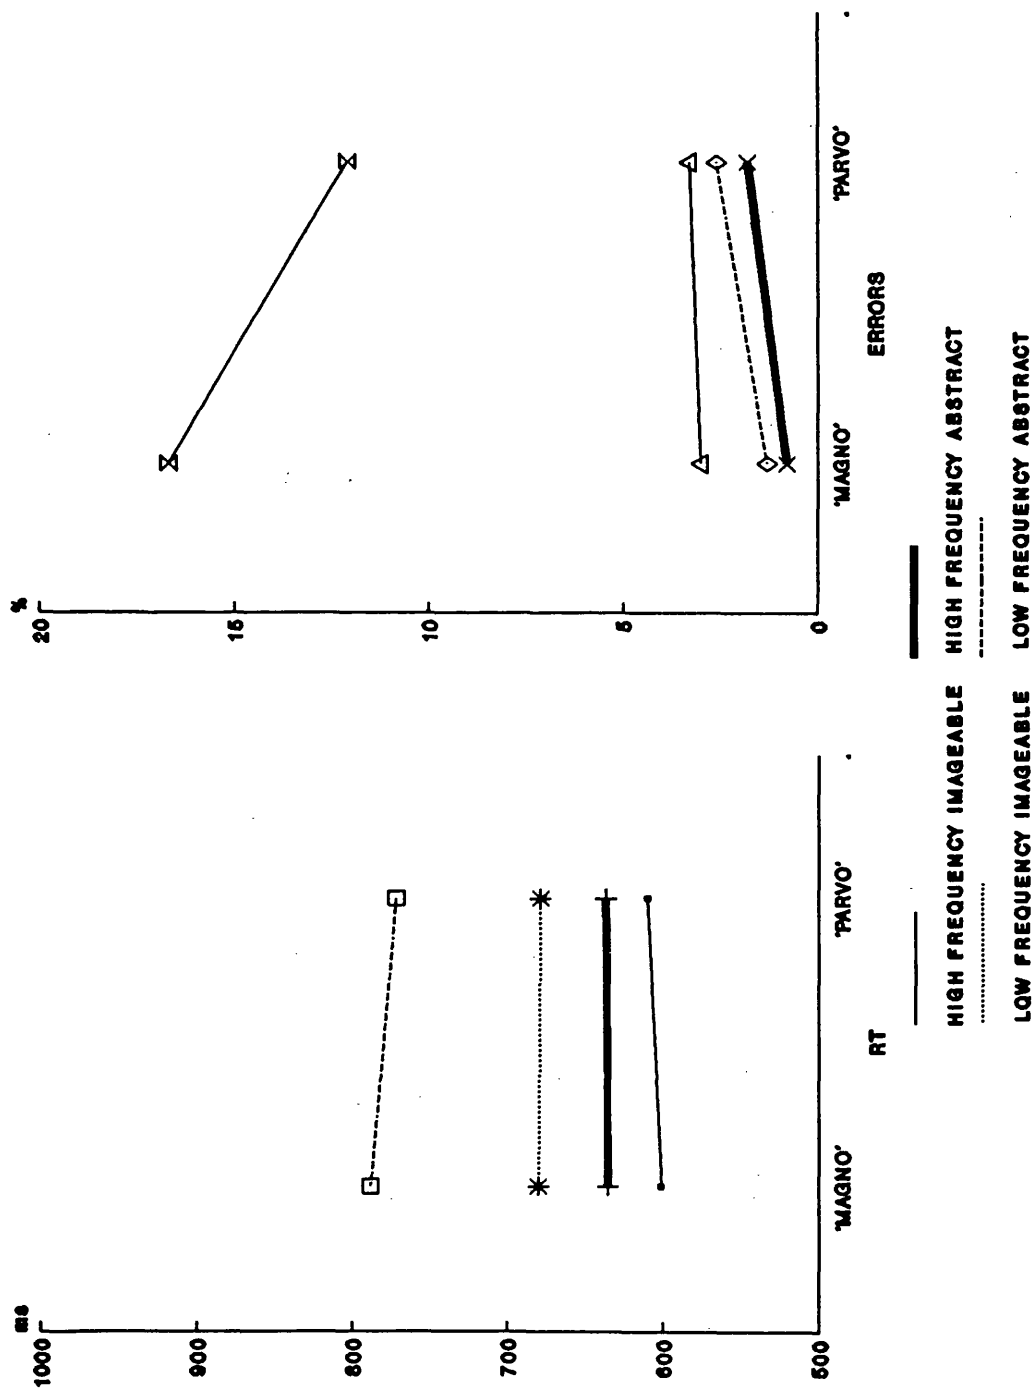 ms
1000
900
800
700
600
500
'MAGNO'
'PARVO'
RT
%
20
15
10
5
0
'MAGNO'
'PARVO'
ERRORS
HIGH FREQUENCY IMAGEABLE
HIGH FREQUENCY ABSTRACT
LOW FREQUENCY IMAGEABLE
LOW FREQUENCY ABSTRACT